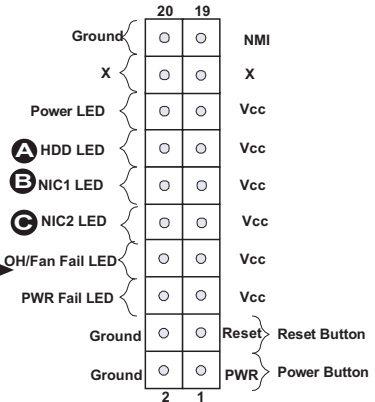 20 19
Ground NMI
X X
Power LED Vcc
A HDD LED Vcc
B NIC1 LED Vcc
C NIC2 LED Vcc
OH/Fan Fail LED Vcc
PWR Fail LED Vcc
Ground Reset Reset Button
Ground PWR Power Button
2 1